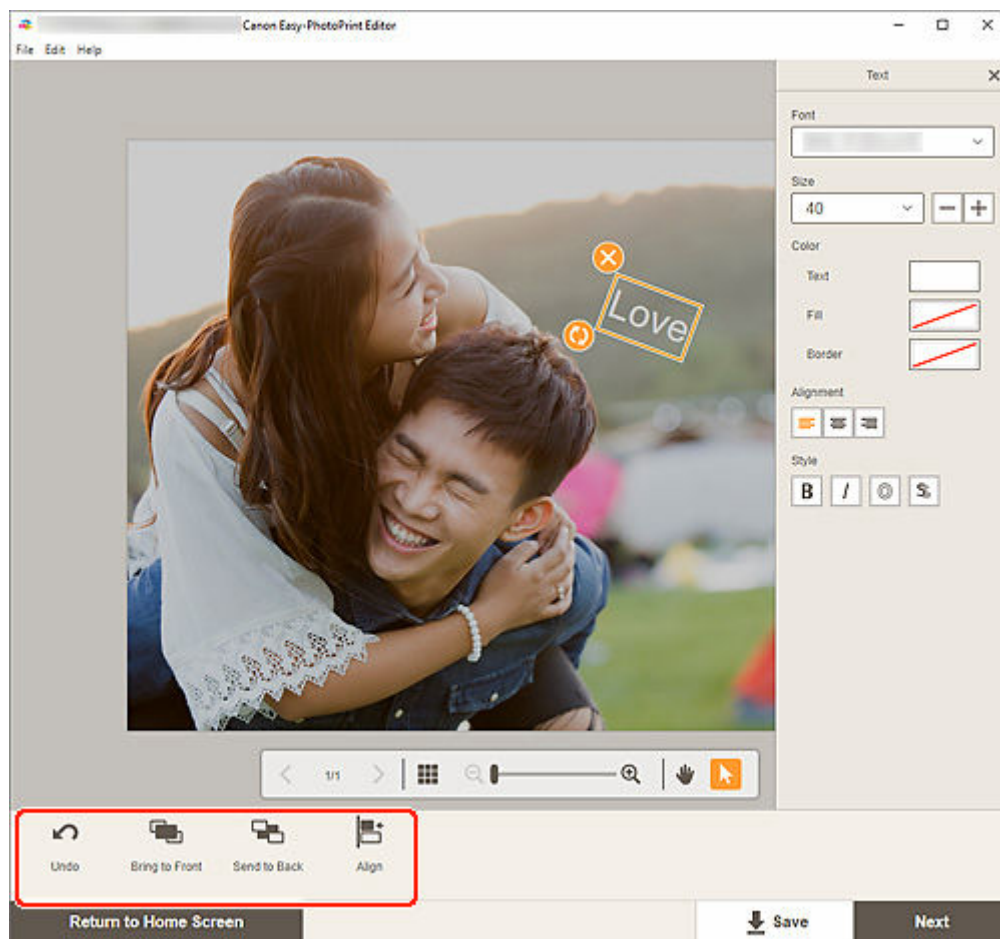 Canon Easy-PhotoPrint Editor
File Edit Help
Text
Font
Size
40
Color
Text
Fill
Border
Alignment
Style
B I O S
Love
1/1
Undo Bring to Front Send to Back Align
Return to Home Screen Save Next